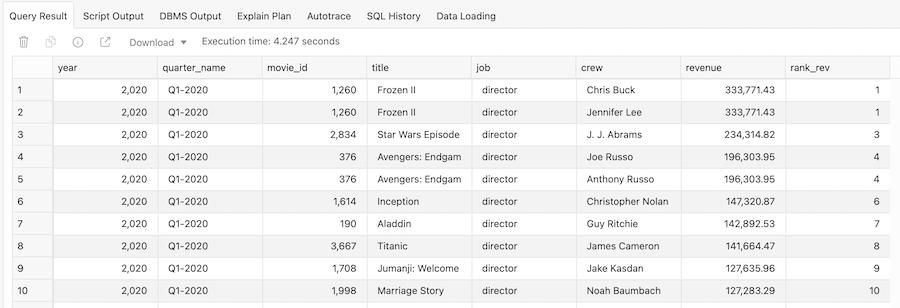 Query Result Script Output DBMS Output Explain Plan Autotrace SQL History Data Loading
Download Execution time: 4.247 seconds
year quarter_name movie_id title job crew revenue rank_rev
1 2,020 Q1-2020 1,260 Frozen II director Chris Buck 333,771.43 1
2 2,020 Q1-2020 1,260 Frozen II director Jennifer Lee 333,771.43 1
3 2,020 Q1-2020 2,834 Star Wars Episode director J. J. Abrams 234,314.82 3
4 2,020 Q1-2020 376 Avengers: Endgam director Joe Russo 196,303.95 4
5 2,020 Q1-2020 376 Avengers: Endgam director Anthony Russo 196,303.95 4
6 2,020 Q1-2020 1,614 Inception director Christopher Nolan 147,320.87 6
7 2,020 Q1-2020 190 Aladdin director Guy Ritchie 142,892.53 7
8 2,020 Q1-2020 3,667 Titanic director James Cameron 141,664.47 8
9 2,020 Q1-2020 1,708 Jumanji: Welcome director Jake Kasdan 127,635.96 9
10 2,020 Q1-2020 1,998 Marriage Story director Noah Baumbach 127,283.29 10